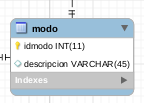 modo
idmodo INT(11)
descripcion VARCHAR(45)
Indexes